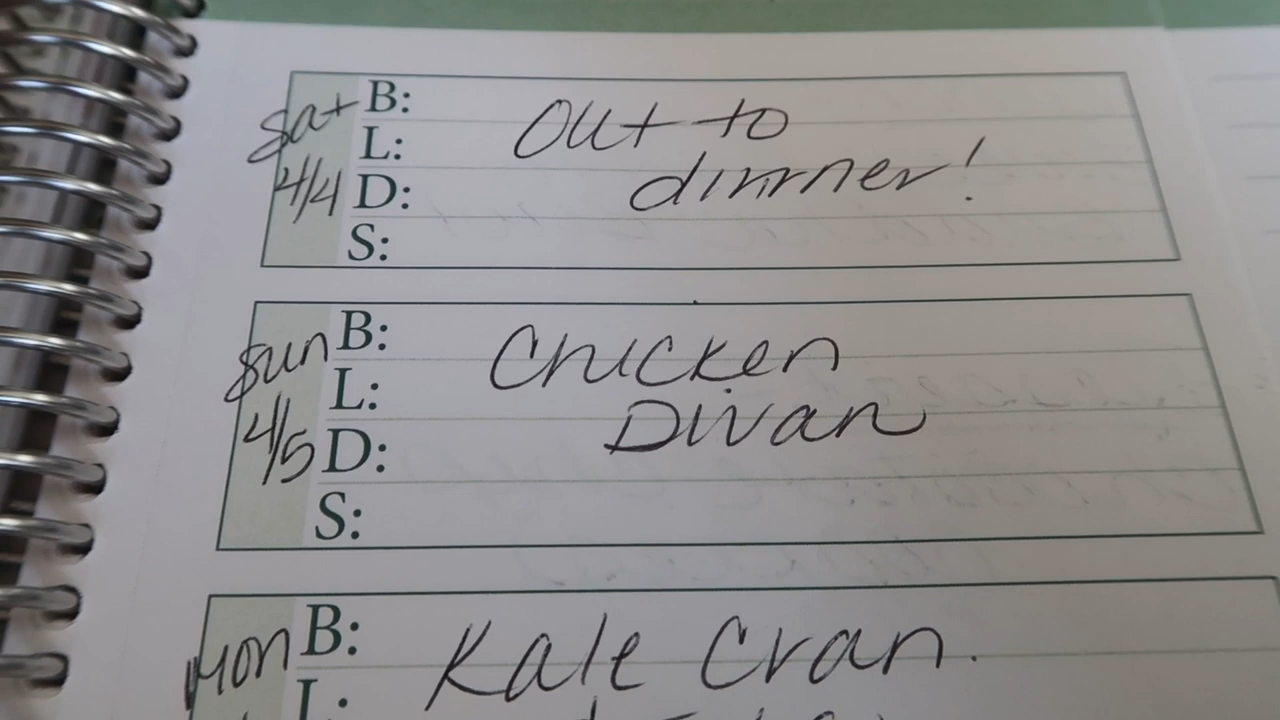 Sat B:
L: Out to
4/4 D: dinner!
S:
Sun B:
L: Chicken
4/5 D: Divan
S:
Mon B: Kale Cran.
L: